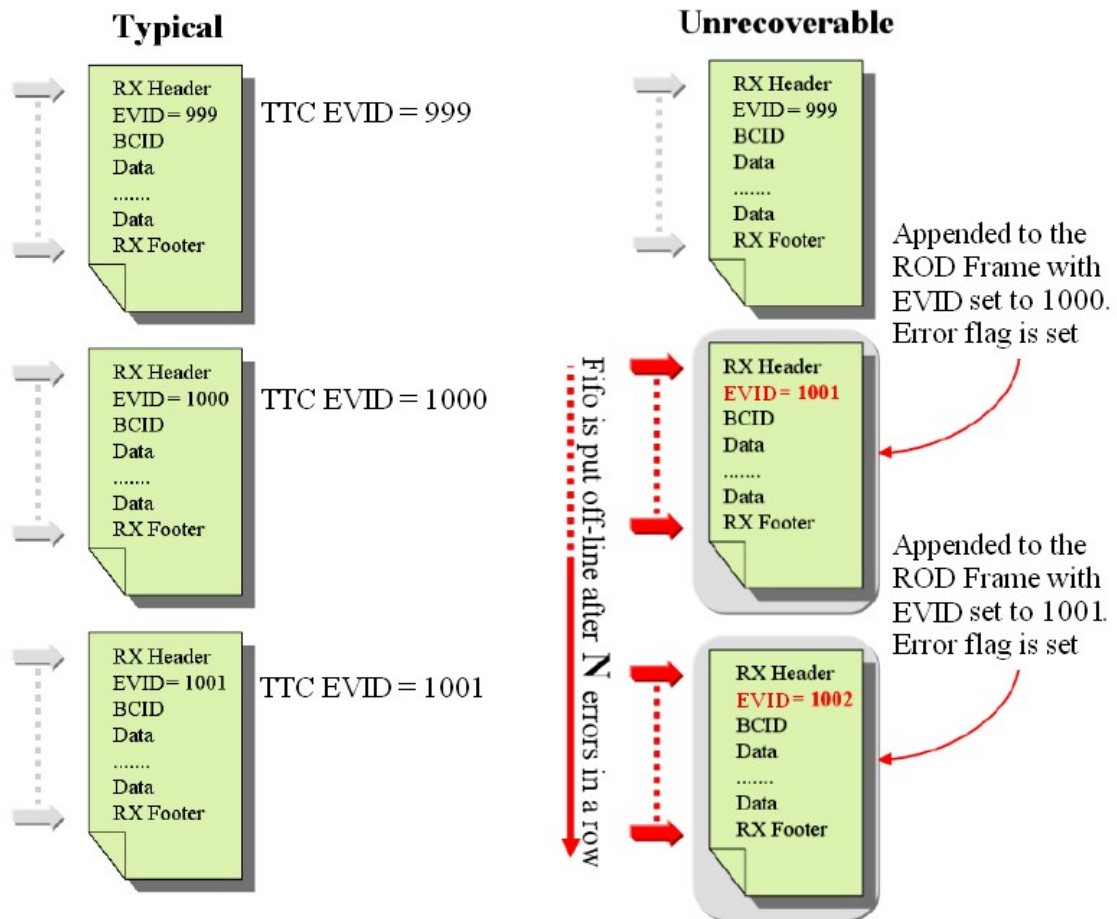 Typical
RX Header
EVID = 999
BCID
Data
.......
Data
RX Footer
TTC EVID = 999
RX Header
EVID = 1000
BCID
Data
.......
Data
RX Footer
TTC EVID = 1000
RX Header
EVID = 1001
BCID
Data
.......
Data
RX Footer
TTC EVID = 1001
Unrecoverable
RX Header
EVID = 999
BCID
Data
.......
Data
RX Footer
Fifo is put off-line after N errors in a row
RX Header
EVID = 1001
BCID
Data
.......
Data
RX Footer
Appended to the
ROD Frame with
EVID set to 1000.
Error flag is set
RX Header
EVID = 1002
BCID
Data
.......
Data
RX Footer
Appended to the
ROD Frame with
EVID set to 1001.
Error flag is set